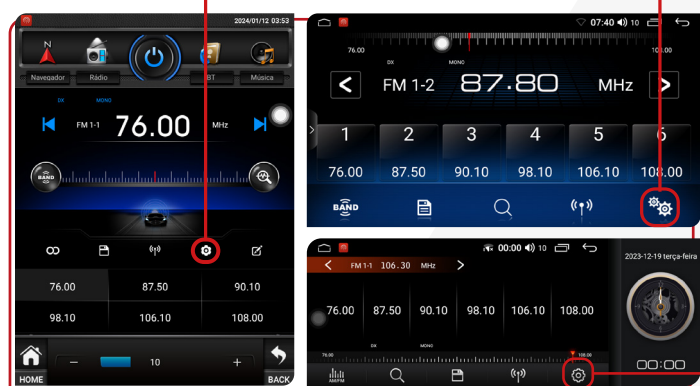 2024/01/12 03:53
N
Navegador
Rádio
BT
Música
DX
MONO
FM 1-1
76.00
MHz
BAND
76.00
87.50
90.10
98.10
106.10
108.00
10
HOME
BACK
07:40
10
76.00
108.00
DX
MONO
FM 1-2
87.80
MHz
1
2
3
4
5
6
76.00
87.50
90.10
98.10
106.10
108.00
BAND
00:00
10
FM 1-1 106.30 MHz
76.00
87.50
90.10
98.10
106.10
108.00
DX
MONO
76.00
108.00
AM/FM
2023-12-19 terça-feira
00:00